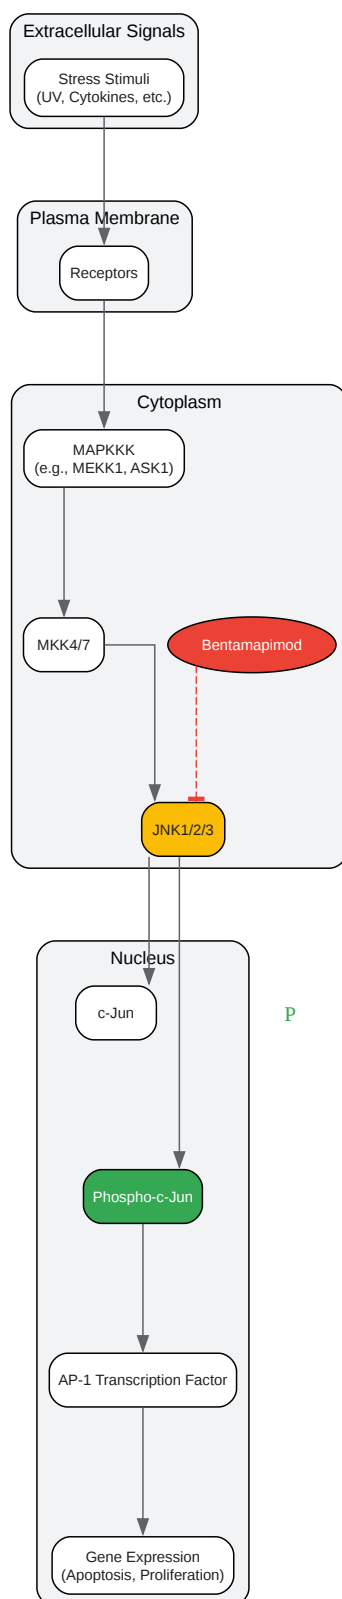 Extracellular Signals
Stress Stimuli
(UV, Cytokines, etc.)
Plasma Membrane
Receptors
Cytoplasm
MAPKKK
(e.g., MEKK1, ASK1)
MKK4/7
Bentamapimod
JNK1/2/3
Nucleus
c-Jun
P
Phospho-c-Jun
AP-1 Transcription Factor
Gene Expression
(Apoptosis, Proliferation)